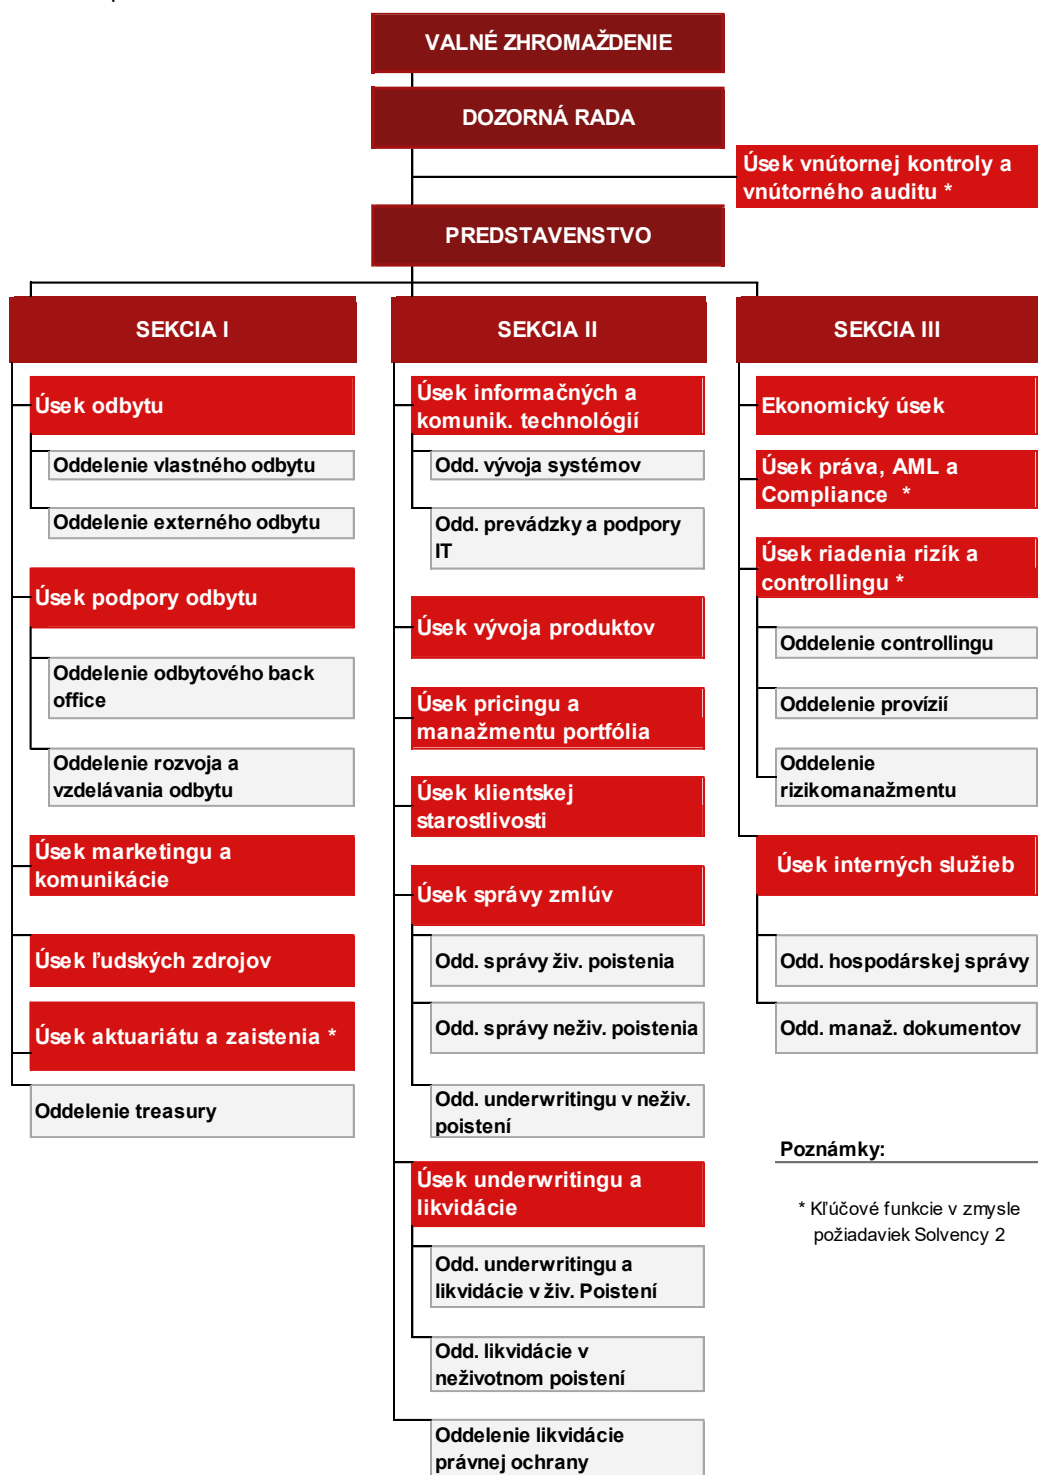 VALNÉ ZHROMAŽDENIE
DOZORNÁ RADA
Úsek vnútornej kontroly a
vnútorného auditu *
PREDSTAVENSTVO
SEKCIA I
Úsek odbytu
Oddelenie vlastného odbytu
Oddelenie externého odbytu
Úsek podpory odbytu
Oddelenie odbytového back
office
Oddelenie rozvoja a
vzdelávania odbytu
Úsek marketingu a
komunikácie
Úsek ľudských zdrojov
Úsek aktuariátu a zaistenia *
Oddelenie treasury
SEKCIA II
Úsek informačných a
komunik. technológií
Odd. vývoja systémov
Odd. prevádzky a podpory
IT
Úsek vývoja produktov
Úsek pricingu a
manažmentu portfólia
Úsek klientskej
starostlivosti
Úsek správy zmlúv
Odd. správy živ. poistenia
Odd. správy neživ. poistenia
Odd. underwritingu v neživ.
poistení
Úsek underwritingu a
likvidácie
Odd. underwritingu a
likvidácie v živ. Poistení
Odd. likvidácie v
neživotnom poistení
Oddelenie likvidácie
právnej ochrany
SEKCIA III
Ekonomický úsek
Úsek práva, AML a
Compliance *
Úsek riadenia rizík a
controllingu *
Oddelenie controllingu
Oddelenie provízií
Oddelenie
rizikomanažmentu
Úsek interných služieb
Odd. hospodárskej správy
Odd. manaž. dokumentov
Poznámky:
* Kľúčové funkcie v zmysle
požiadaviek Solvency 2